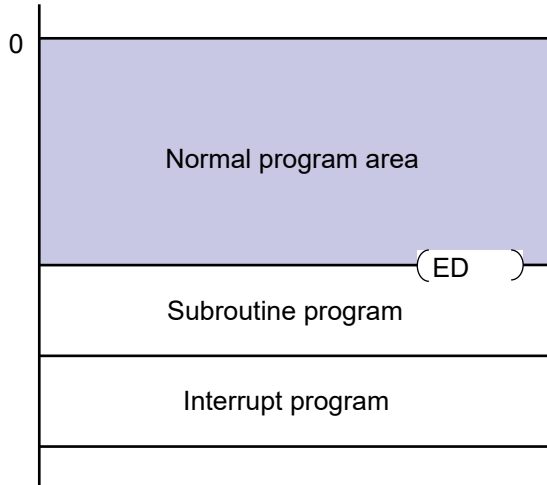 0
Normal program area
ED
Subroutine program
Interrupt program